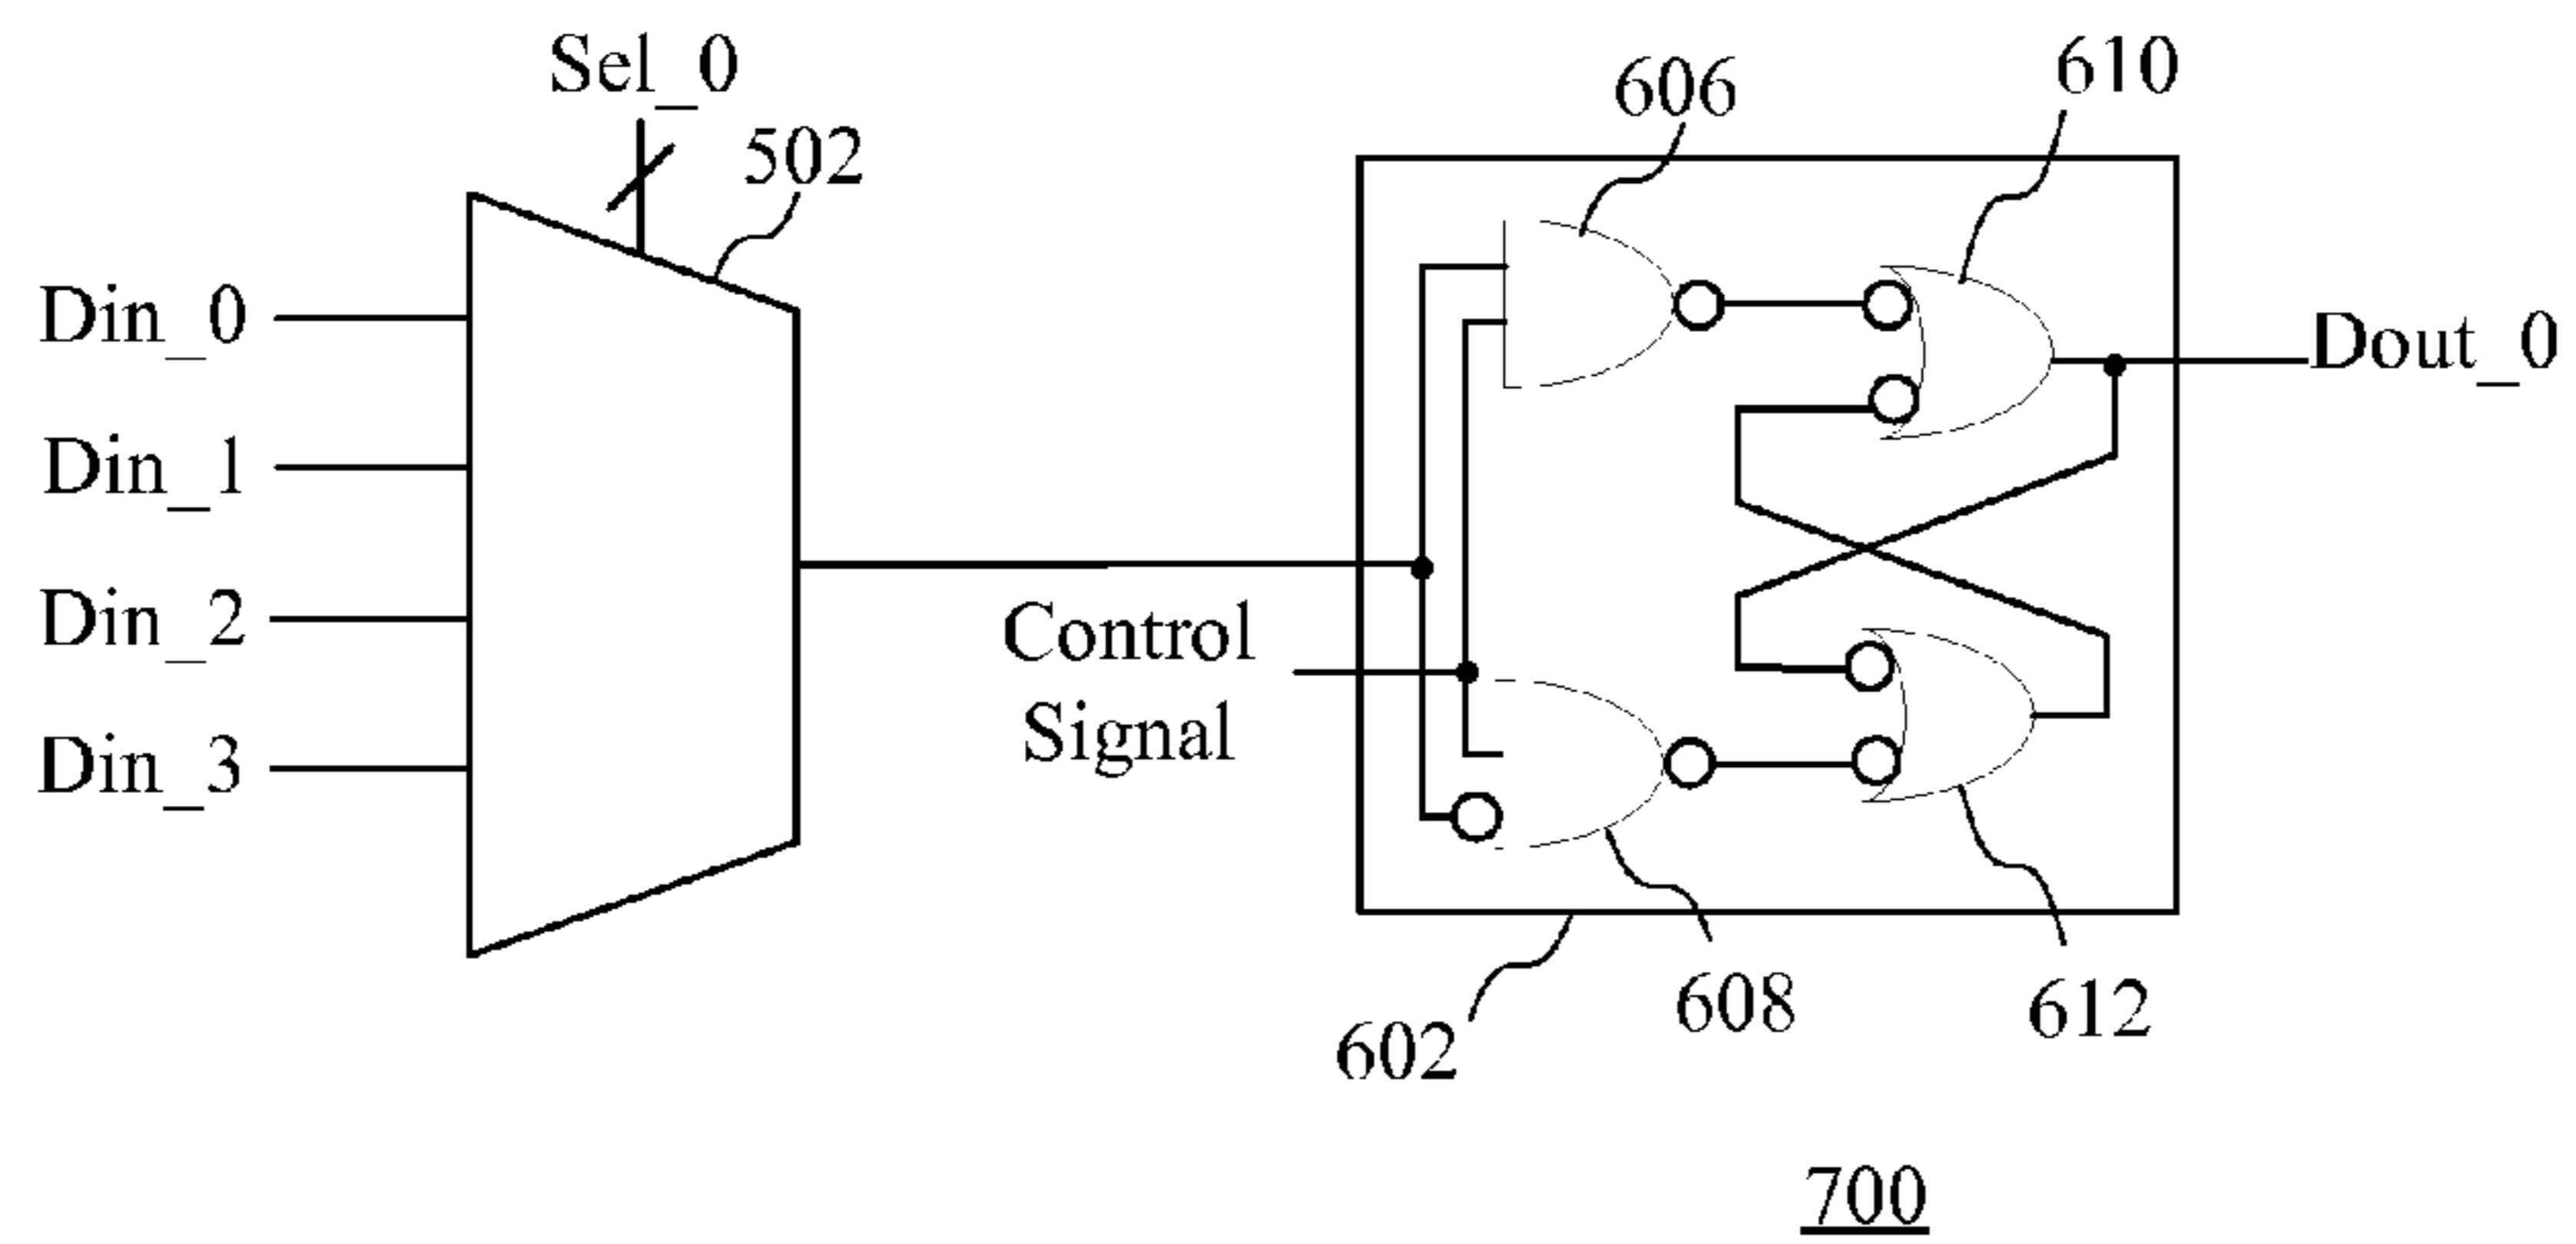 Sel_0
502
606
610
Din_0
Din_1
Din_2
Din_3
Control
Signal
Dout_0
602
608
612
700